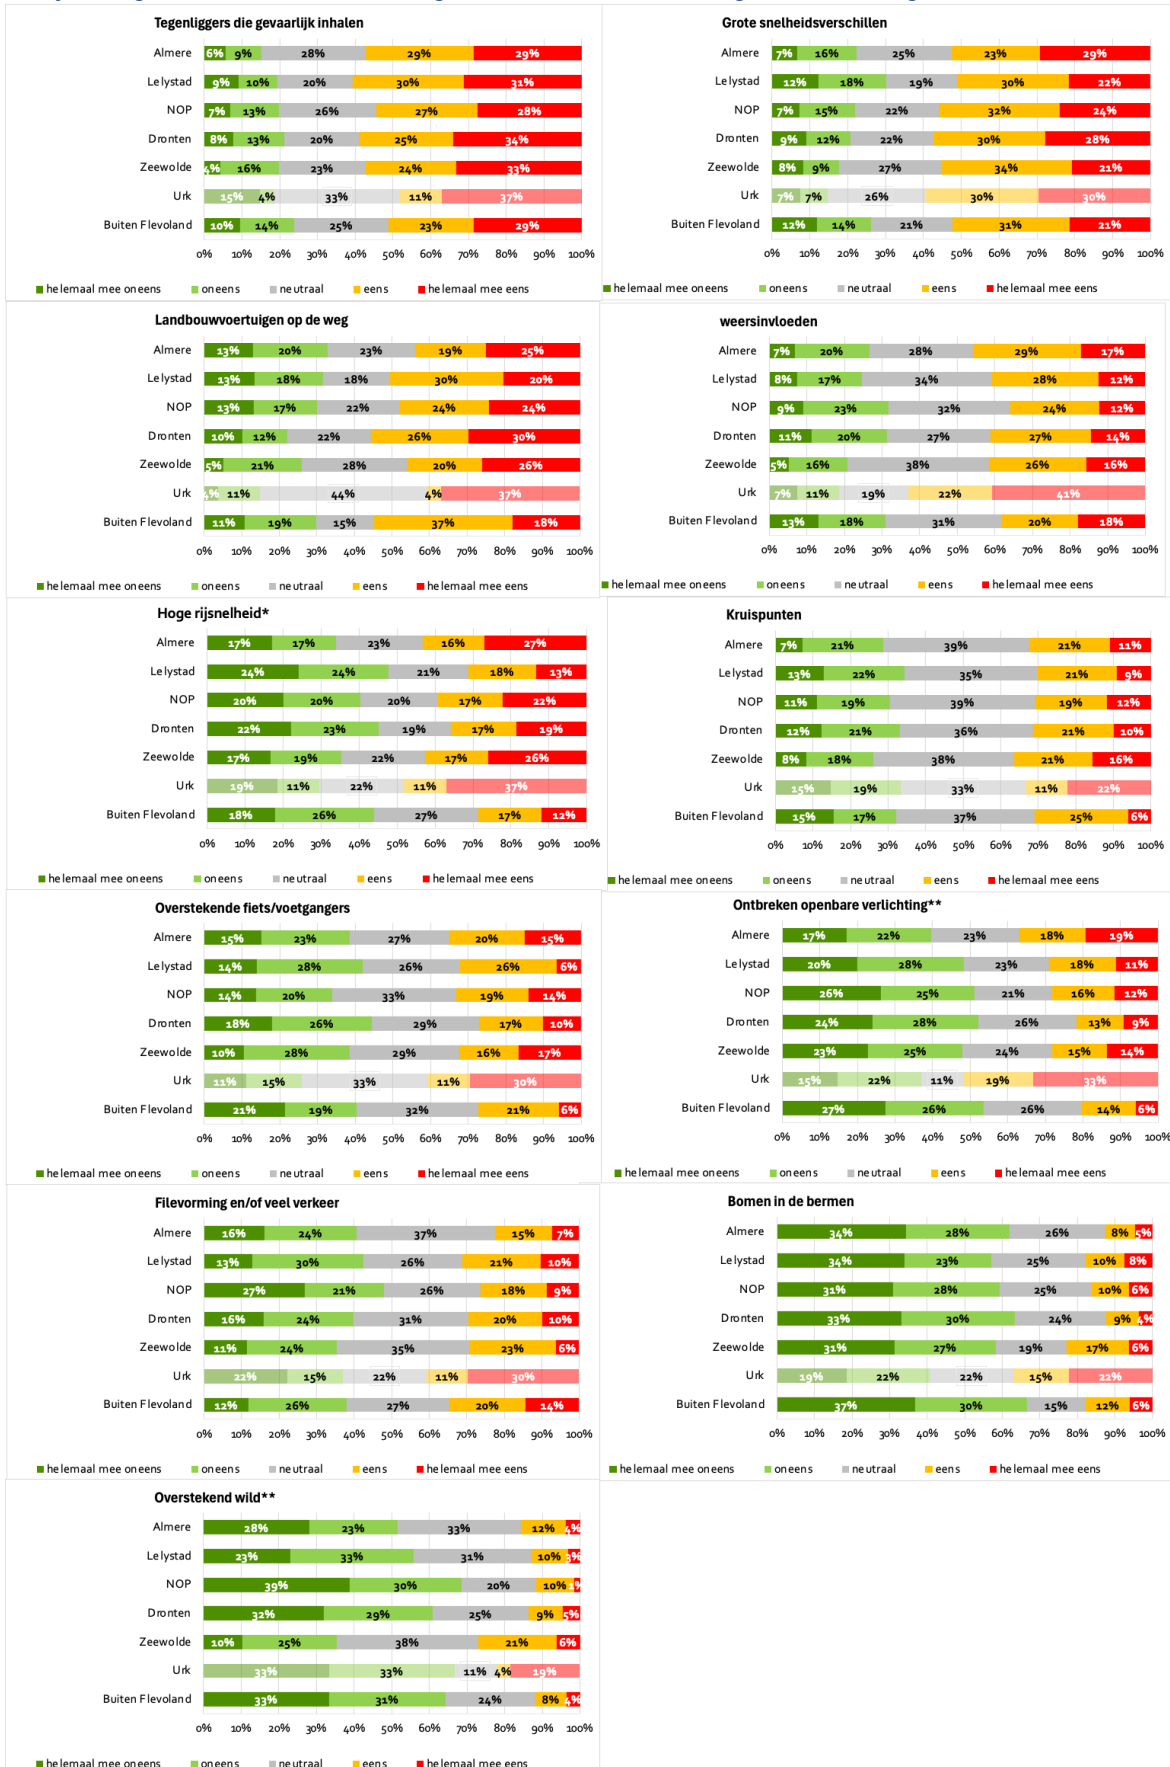 Tegenliggers die gevaarlijk inhalen
Almere 6% 9% 28% 29% 29%
Lelystad 9% 10% 20% 30% 31%
NOP 7% 13% 26% 27% 28%
Dronten 8% 13% 20% 25% 34%
Zeewolde 4% 16% 23% 24% 33%
Urk 15% 4% 33% 11% 37%
Buiten Flevoland 10% 14% 25% 23% 29%
0% 10% 20% 30% 40% 50% 60% 70% 80% 90% 100%
helemaal mee oneens oneens neutraal eens helemaal mee eens
Grote snelheidsverschillen
Almere 7% 16% 25% 23% 29%
Lelystad 12% 18% 19% 30% 22%
NOP 7% 15% 22% 32% 24%
Dronten 9% 12% 22% 30% 28%
Zeewolde 8% 9% 27% 34% 21%
Urk 7% 7% 26% 30% 30%
Buiten Flevoland 12% 14% 21% 31% 21%
0% 10% 20% 30% 40% 50% 60% 70% 80% 90% 100%
helemaal mee oneens oneens neutraal eens helemaal mee eens
Landbouwvoertuigen op de weg
Almere 13% 20% 23% 19% 25%
Lelystad 13% 18% 18% 30% 20%
NOP 13% 17% 22% 24% 24%
Dronten 10% 12% 22% 26% 30%
Zeewolde 5% 21% 28% 20% 26%
Urk 4% 11% 44% 4% 37%
Buiten Flevoland 11% 19% 15% 37% 18%
0% 10% 20% 30% 40% 50% 60% 70% 80% 90% 100%
helemaal mee oneens oneens neutraal eens helemaal mee eens
weersinvloeden
Almere 7% 20% 28% 29% 17%
Lelystad 8% 17% 34% 28% 12%
NOP 9% 23% 32% 24% 12%
Dronten 11% 20% 27% 27% 14%
Zeewolde 5% 16% 38% 26% 16%
Urk 7% 11% 19% 22% 41%
Buiten Flevoland 13% 18% 31% 20% 18%
0% 10% 20% 30% 40% 50% 60% 70% 80% 90% 100%
helemaal mee oneens oneens neutraal eens helemaal mee eens
Hoge rijsnelheid*
Almere 17% 17% 23% 16% 27%
Lelystad 24% 24% 21% 18% 13%
NOP 20% 20% 20% 17% 22%
Dronten 22% 23% 19% 17% 19%
Zeewolde 17% 19% 22% 17% 26%
Urk 19% 11% 22% 11% 37%
Buiten Flevoland 18% 26% 27% 17% 12%
0% 10% 20% 30% 40% 50% 60% 70% 80% 90% 100%
helemaal mee oneens oneens neutraal eens helemaal mee eens
Kruispunten
Almere 7% 21% 39% 21% 11%
Lelystad 13% 22% 35% 21% 9%
NOP 11% 19% 39% 19% 12%
Dronten 12% 21% 36% 21% 10%
Zeewolde 8% 18% 38% 21% 16%
Urk 15% 19% 33% 11% 22%
Buiten Flevoland 15% 17% 37% 25% 6%
0% 10% 20% 30% 40% 50% 60% 70% 80% 90% 100%
helemaal mee oneens oneens neutraal eens helemaal mee eens
Overstekende fiets/voetgangers
Almere 15% 23% 27% 20% 15%
Lelystad 14% 28% 26% 26% 6%
NOP 14% 20% 33% 19% 14%
Dronten 18% 26% 29% 17% 10%
Zeewolde 10% 28% 29% 16% 17%
Urk 11% 15% 33% 11% 30%
Buiten Flevoland 21% 19% 32% 21% 6%
0% 10% 20% 30% 40% 50% 60% 70% 80% 90% 100%
helemaal mee oneens oneens neutraal eens helemaal mee eens
Ontbreken openbare verlichting**
Almere 17% 22% 23% 18% 19%
Lelystad 20% 28% 23% 18% 11%
NOP 26% 25% 21% 16% 12%
Dronten 24% 28% 26% 13% 9%
Zeewolde 23% 25% 24% 15% 14%
Urk 15% 22% 11% 19% 33%
Buiten Flevoland 27% 26% 26% 14% 6%
0% 10% 20% 30% 40% 50% 60% 70% 80% 90% 100%
helemaal mee oneens oneens neutraal eens helemaal mee eens
Filevorming en/of veel verkeer
Almere 16% 24% 37% 15% 7%
Lelystad 13% 30% 26% 21% 10%
NOP 27% 21% 26% 18% 9%
Dronten 16% 24% 31% 20% 10%
Zeewolde 11% 24% 35% 23% 6%
Urk 22% 15% 22% 11% 30%
Buiten Flevoland 12% 26% 27% 20% 14%
0% 10% 20% 30% 40% 50% 60% 70% 80% 90% 100%
helemaal mee oneens oneens neutraal eens helemaal mee eens
Bomen in de bermen
Almere 34% 28% 26% 8% 5%
Lelystad 34% 23% 25% 10% 8%
NOP 31% 28% 25% 10% 6%
Dronten 33% 30% 24% 9% 4%
Zeewolde 31% 27% 19% 17% 6%
Urk 19% 22% 22% 15% 22%
Buiten Flevoland 37% 30% 15% 12% 6%
0% 10% 20% 30% 40% 50% 60% 70% 80% 90% 100%
helemaal mee oneens oneens neutraal eens helemaal mee eens
Overstekend wild**
Almere 28% 23% 33% 12% 4%
Lelystad 23% 33% 31% 10% 3%
NOP 39% 30% 20% 10% 1%
Dronten 32% 29% 25% 9% 5%
Zeewolde 10% 25% 38% 21% 6%
Urk 33% 33% 11% 4% 19%
Buiten Flevoland 33% 31% 24% 8% 4%
0% 10% 20% 30% 40% 50% 60% 70% 80% 90% 100%
helemaal mee oneens oneens neutraal eens helemaal mee eens